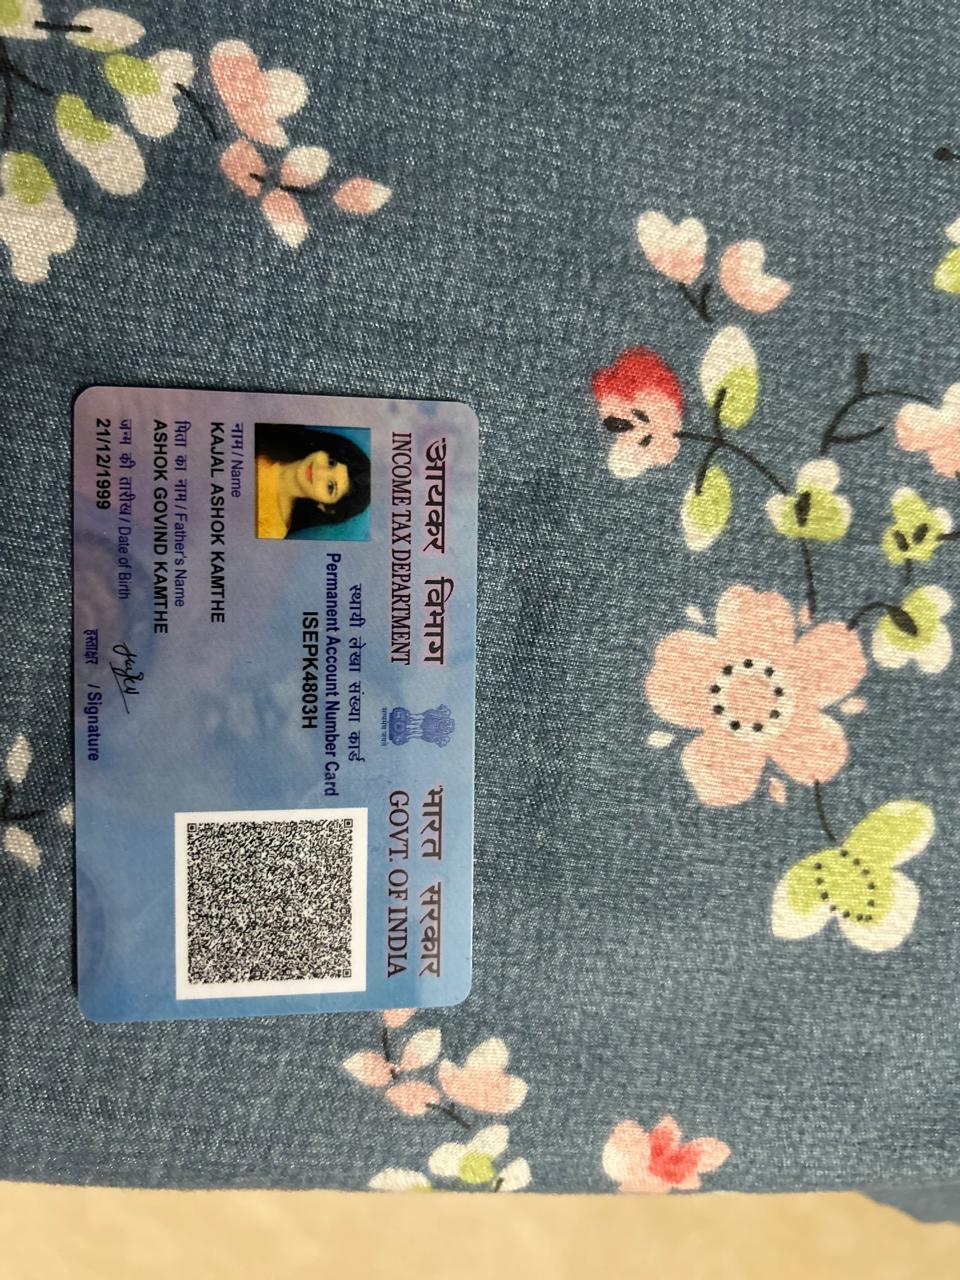 आयकर विभाग
INCOME TAX DEPARTMENT
भारत सरकार
GOVT. OF INDIA
सत्यमेव जयते
स्थायी लेखा संख्या कार्ड
Permanent Account Number Card
ISEPK4803H
नाम / Name
KAJAL ASHOK KAMTHE
पिता का नाम / Father's Name
ASHOK GOVIND KAMTHE
जन्म की तारीख / Date of Birth
21/12/1999
हस्ताक्षर / Signature